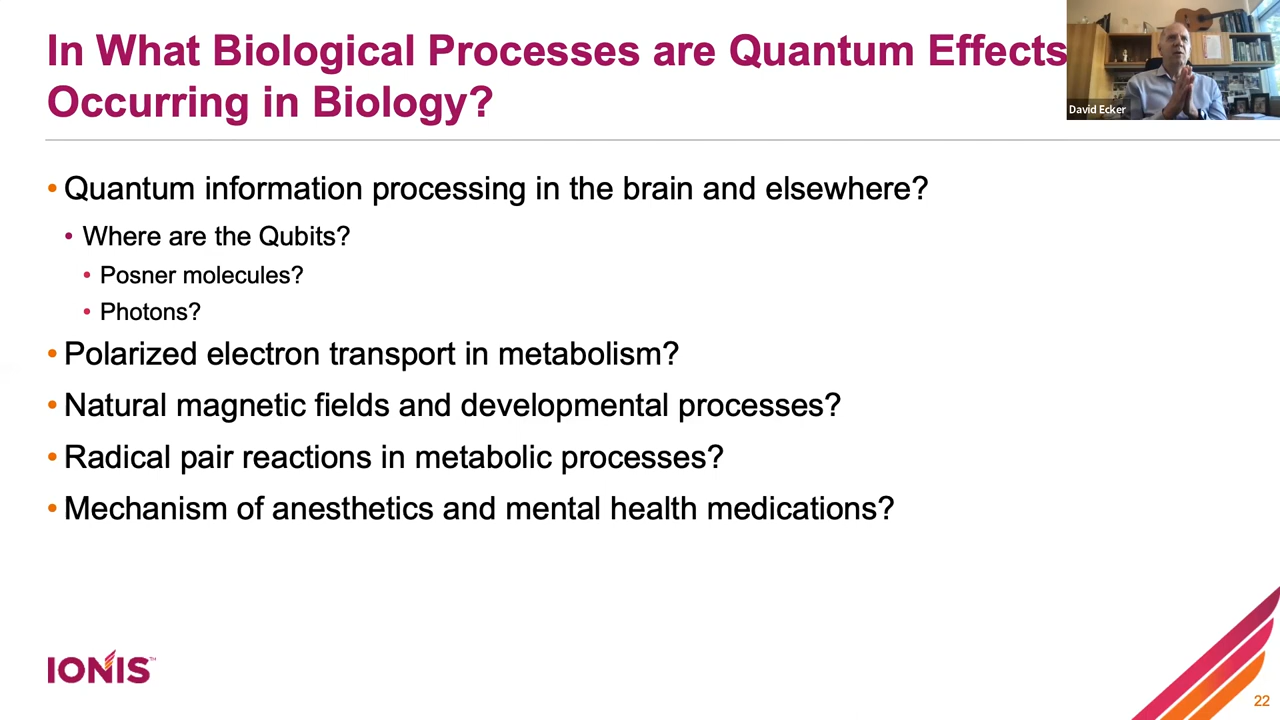 In What Biological Processes are Quantum Effects
Occurring in Biology?
David Ecker
• Quantum information processing in the brain and elsewhere?
• Where are the Qubits?
• Posner molecules?
• Photons?
• Polarized electron transport in metabolism?
• Natural magnetic fields and developmental processes?
• Radical pair reactions in metabolic processes?
• Mechanism of anesthetics and mental health medications?
IONIS™
22